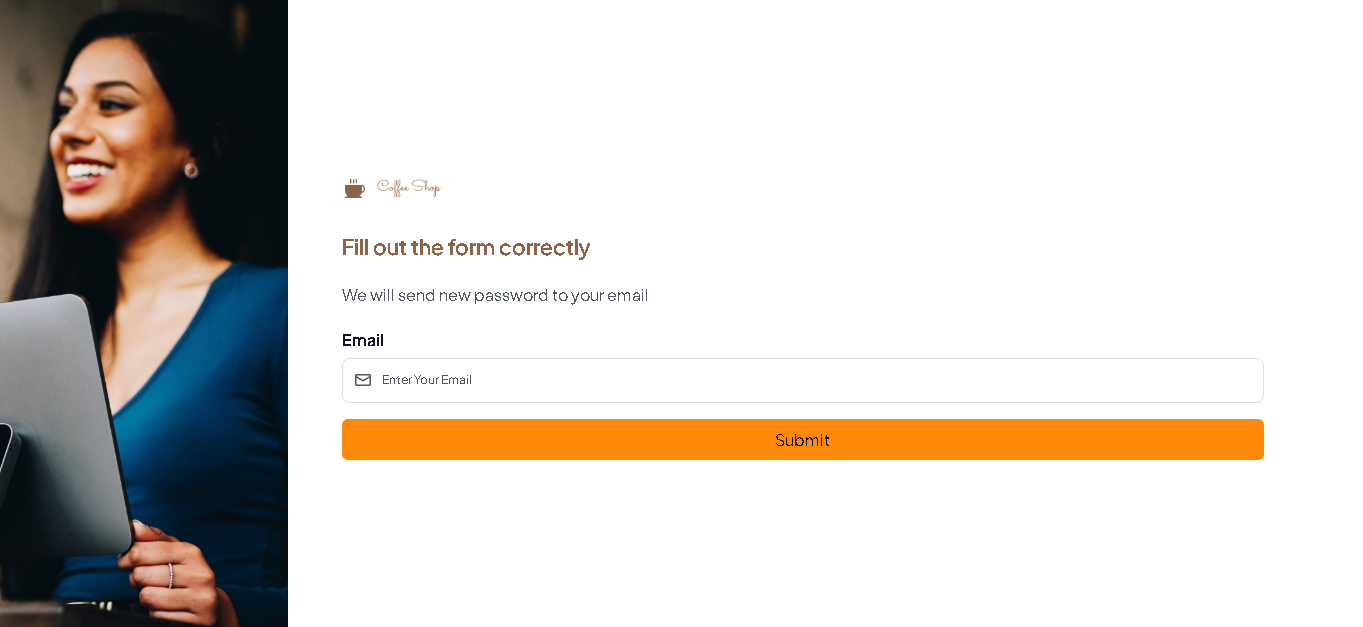 Coffee Shop
Fill out the form correctly
We will send new password to your email
Email
Enter Your Email
Submit